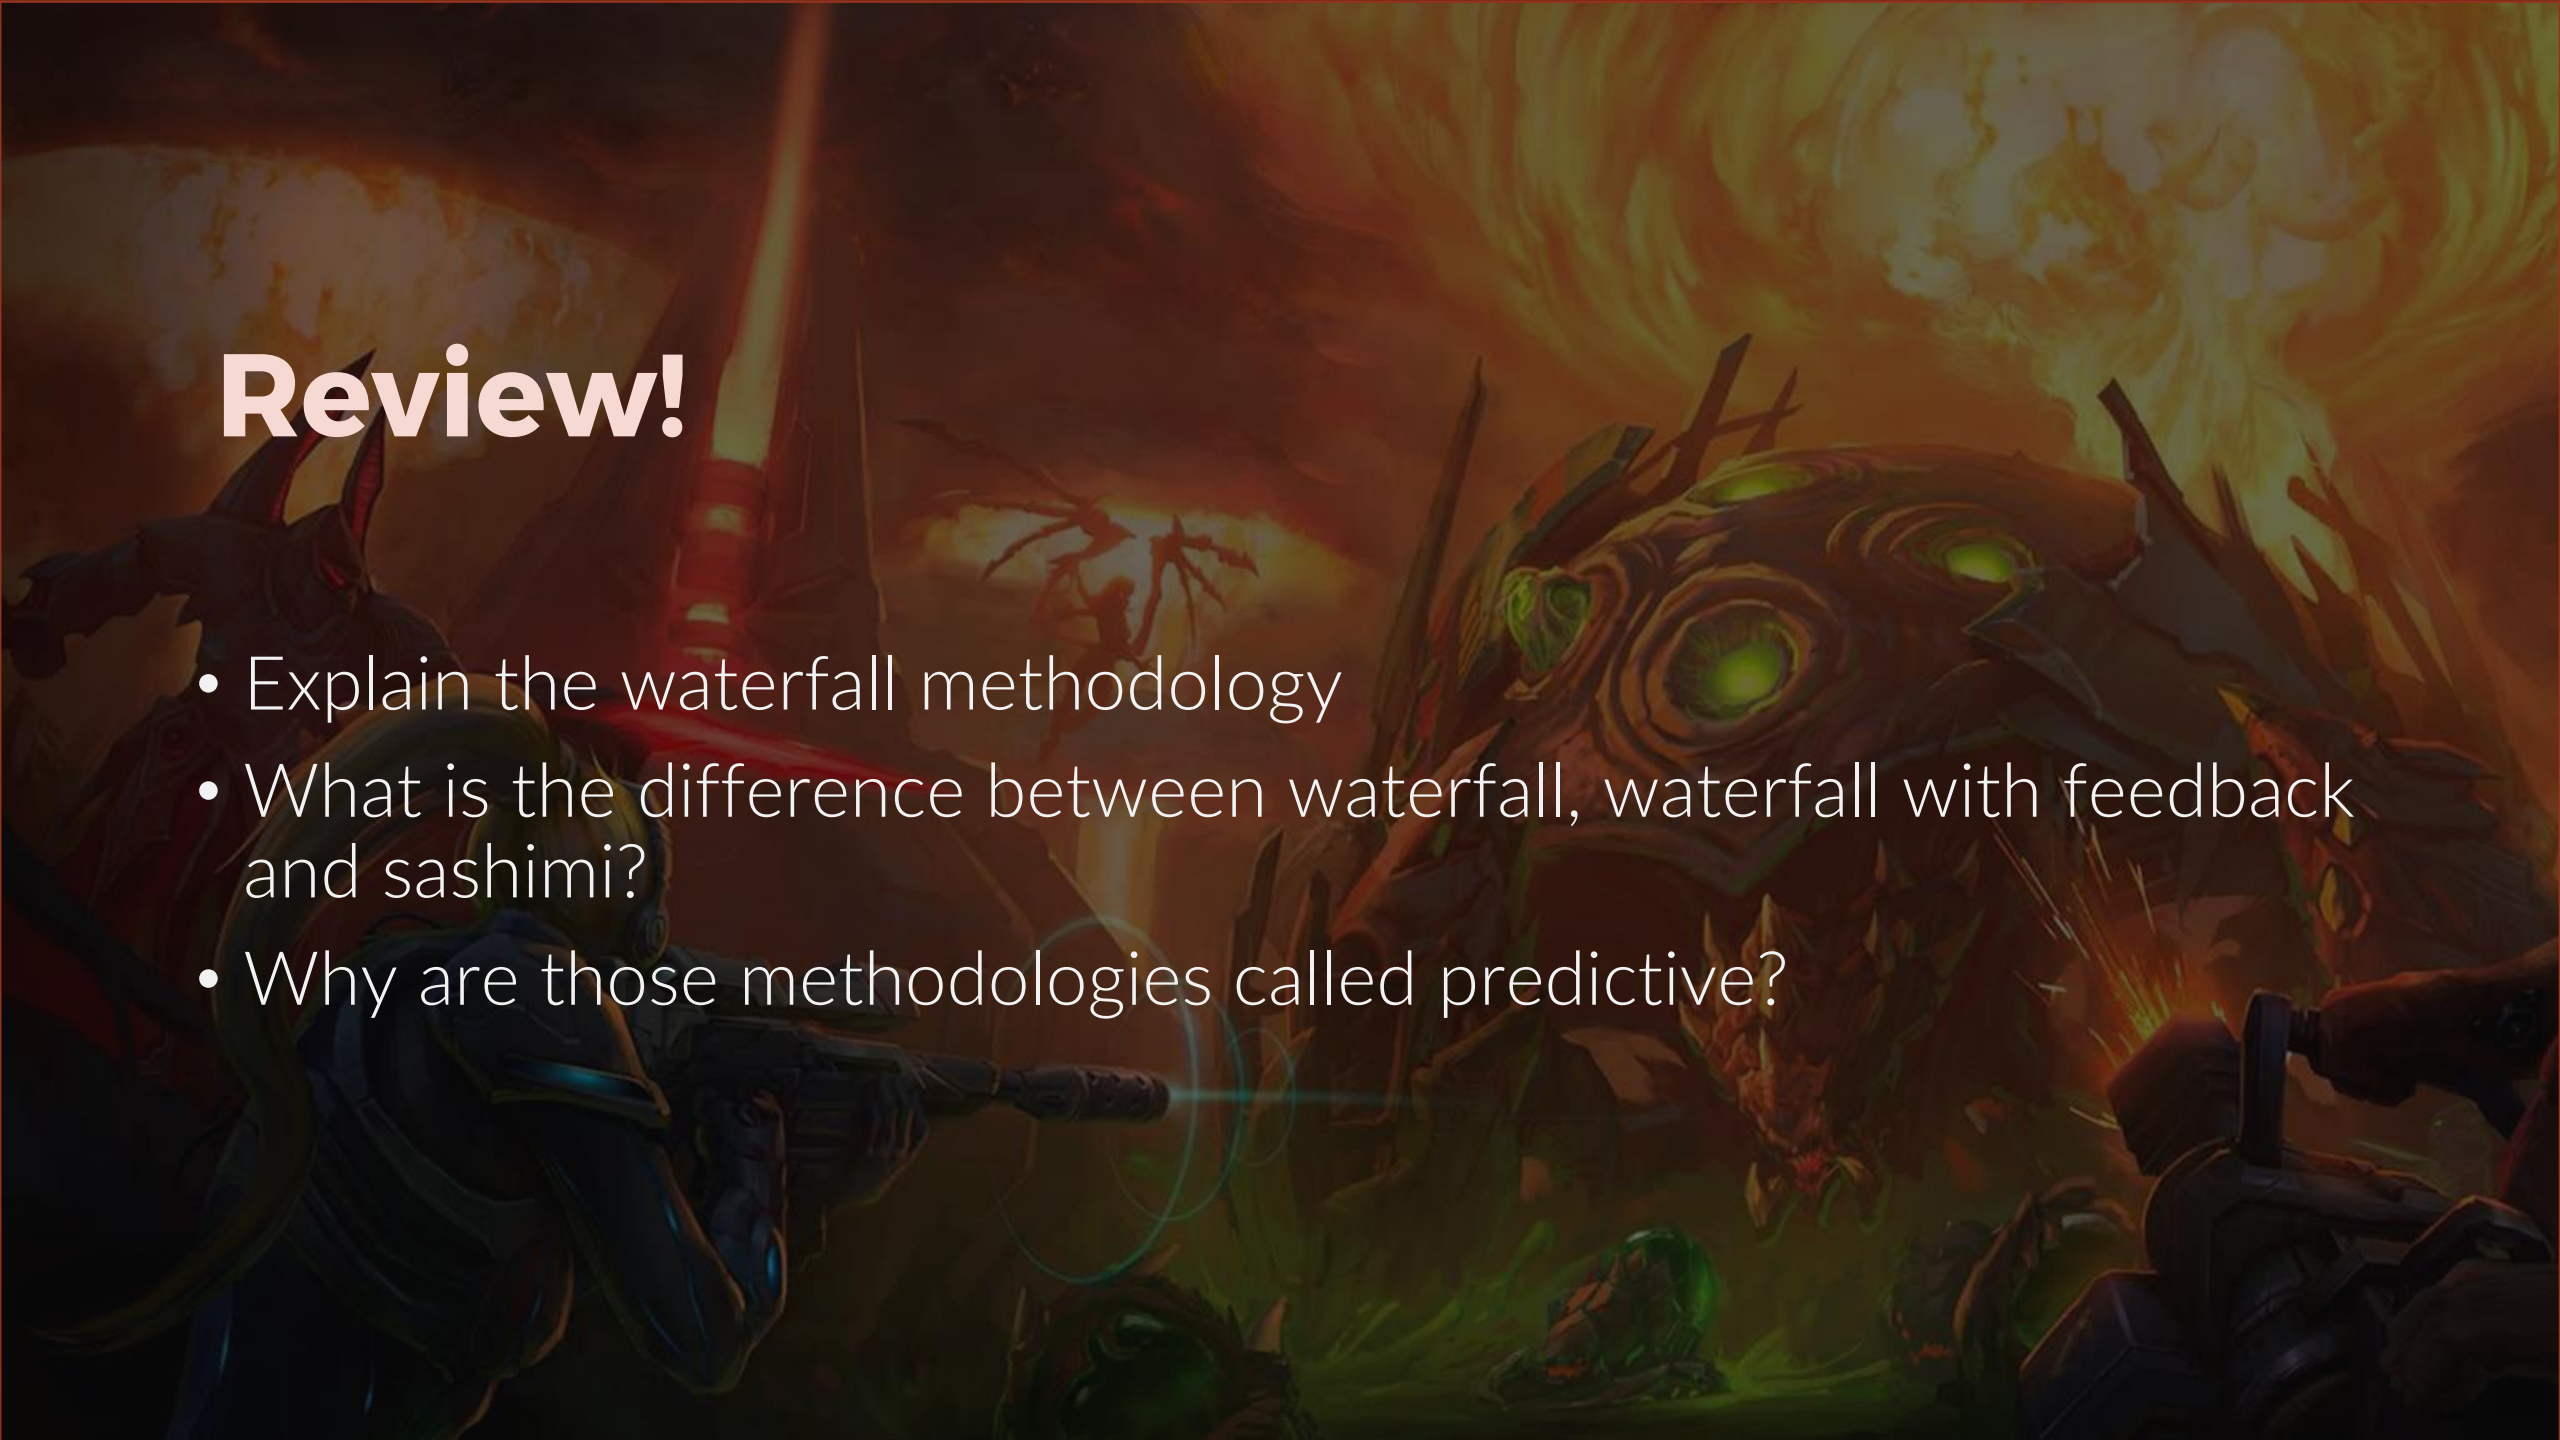 Review!
• Explain the waterfall methodology
• What is the difference between waterfall, waterfall with feedback
and sashimi?
• Why are those methodologies called predictive?